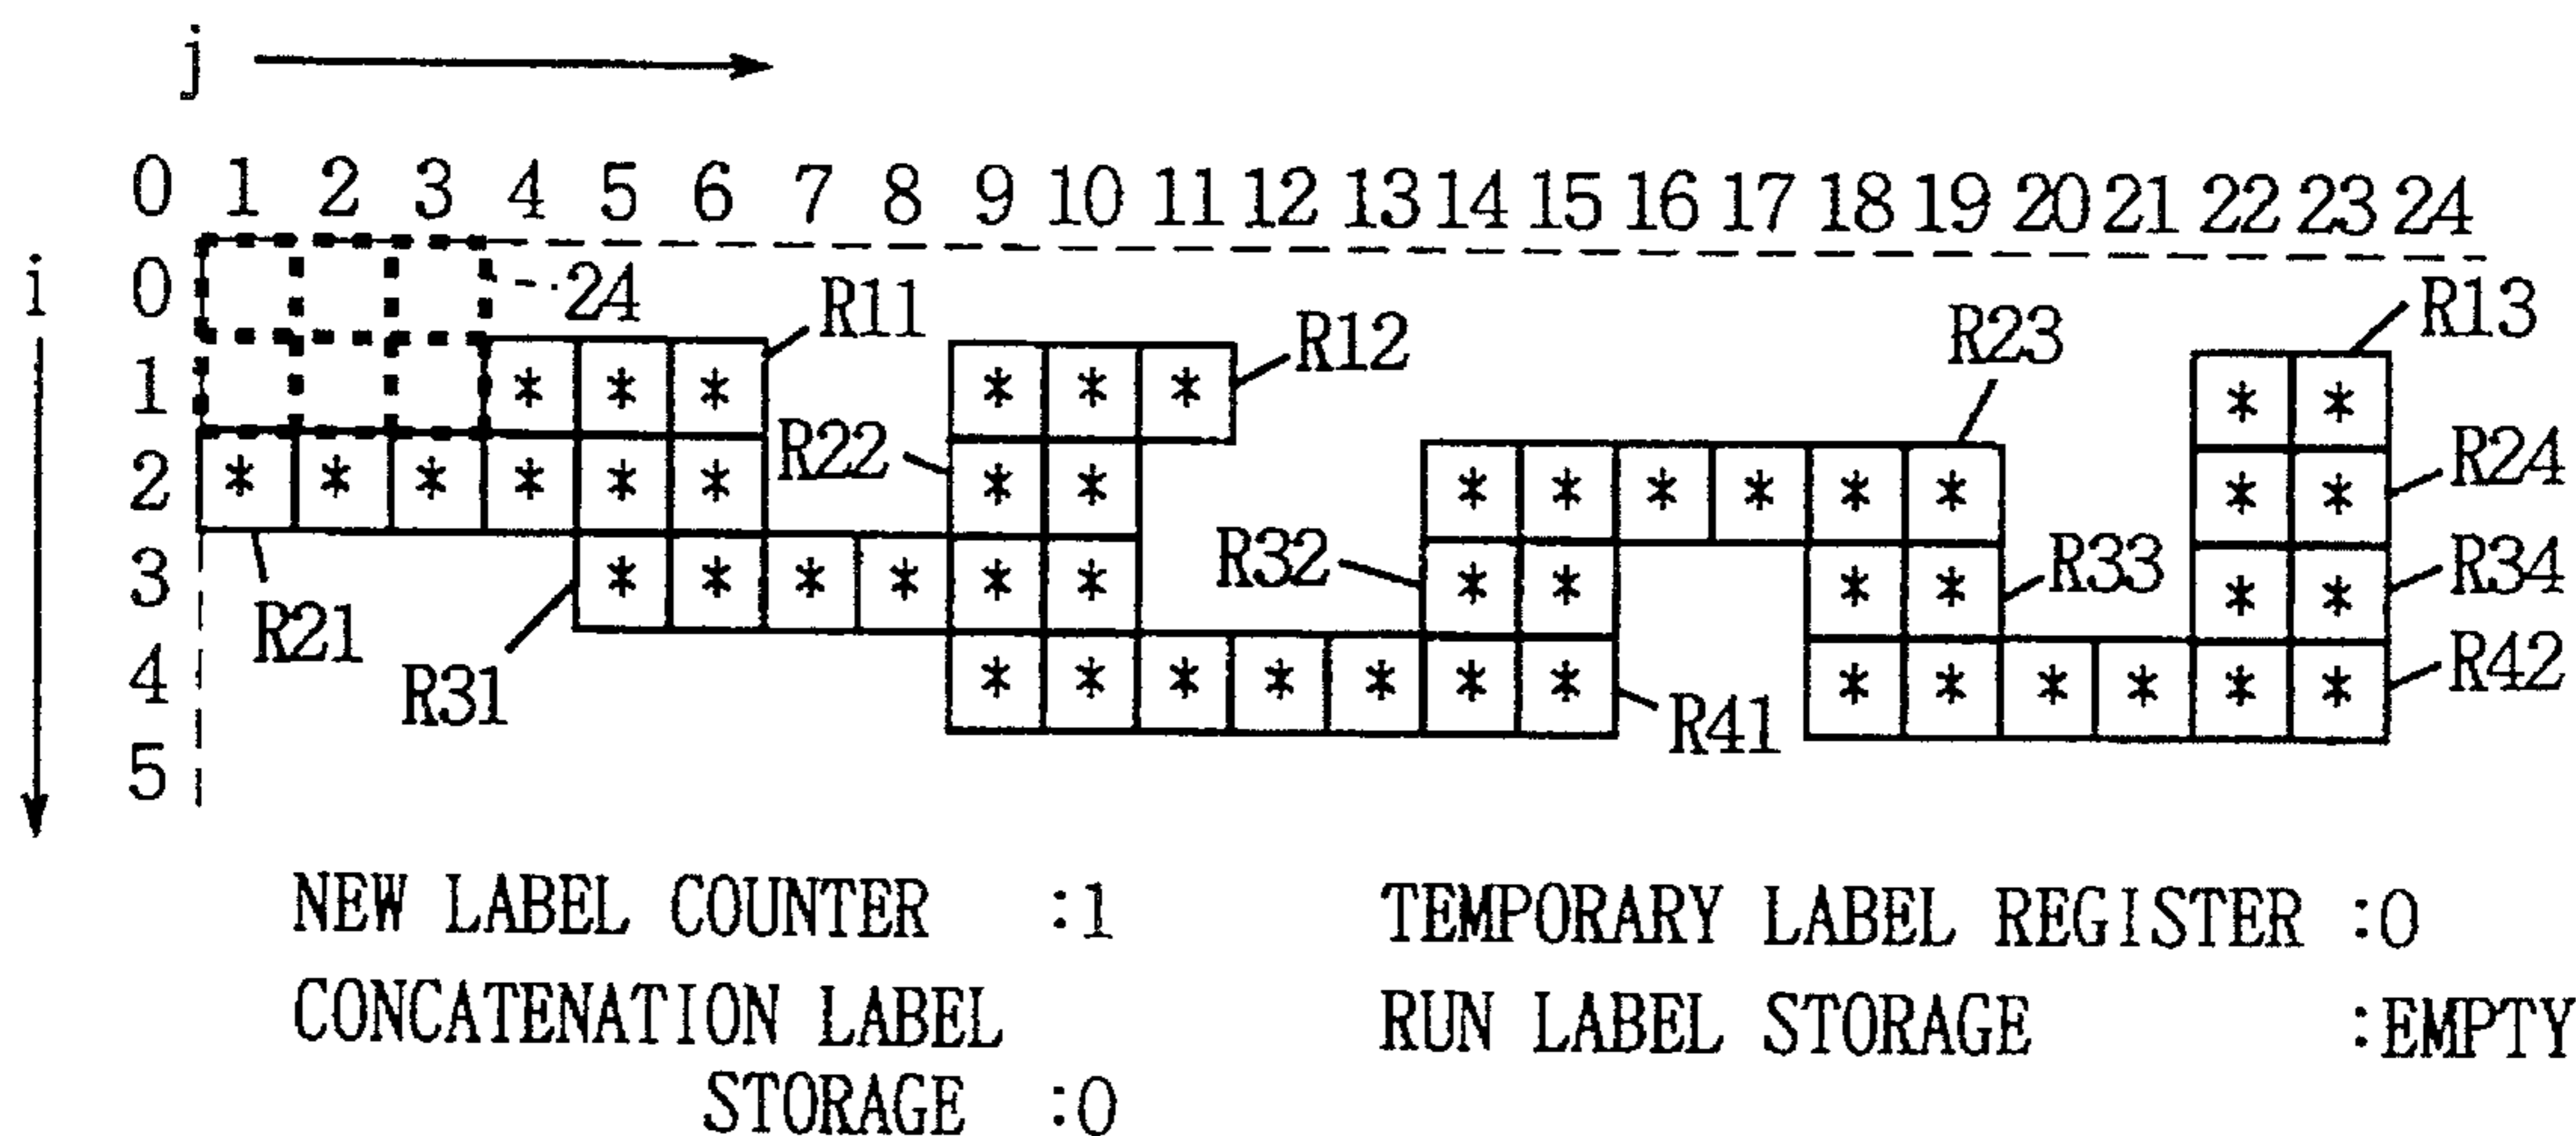 j
0 1 2 3 4 5 6 7 8 9 10 11 12 13 14 15 16 17 18 19 20 21 22 23 24
i 0 24 R11 R12 R23 R13
1 * * * * * * * *
R22 R24
2 * * * * * * * * * * * * * * * *
R32 R33 R34
3 * * * * * * * * * * * *
R21 R31 R42
4 * * * * * * * * * * * * *
R41
5
NEW LABEL COUNTER :1 TEMPORARY LABEL REGISTER :0
CONCATENATION LABEL RUN LABEL STORAGE :EMPTY
STORAGE :0